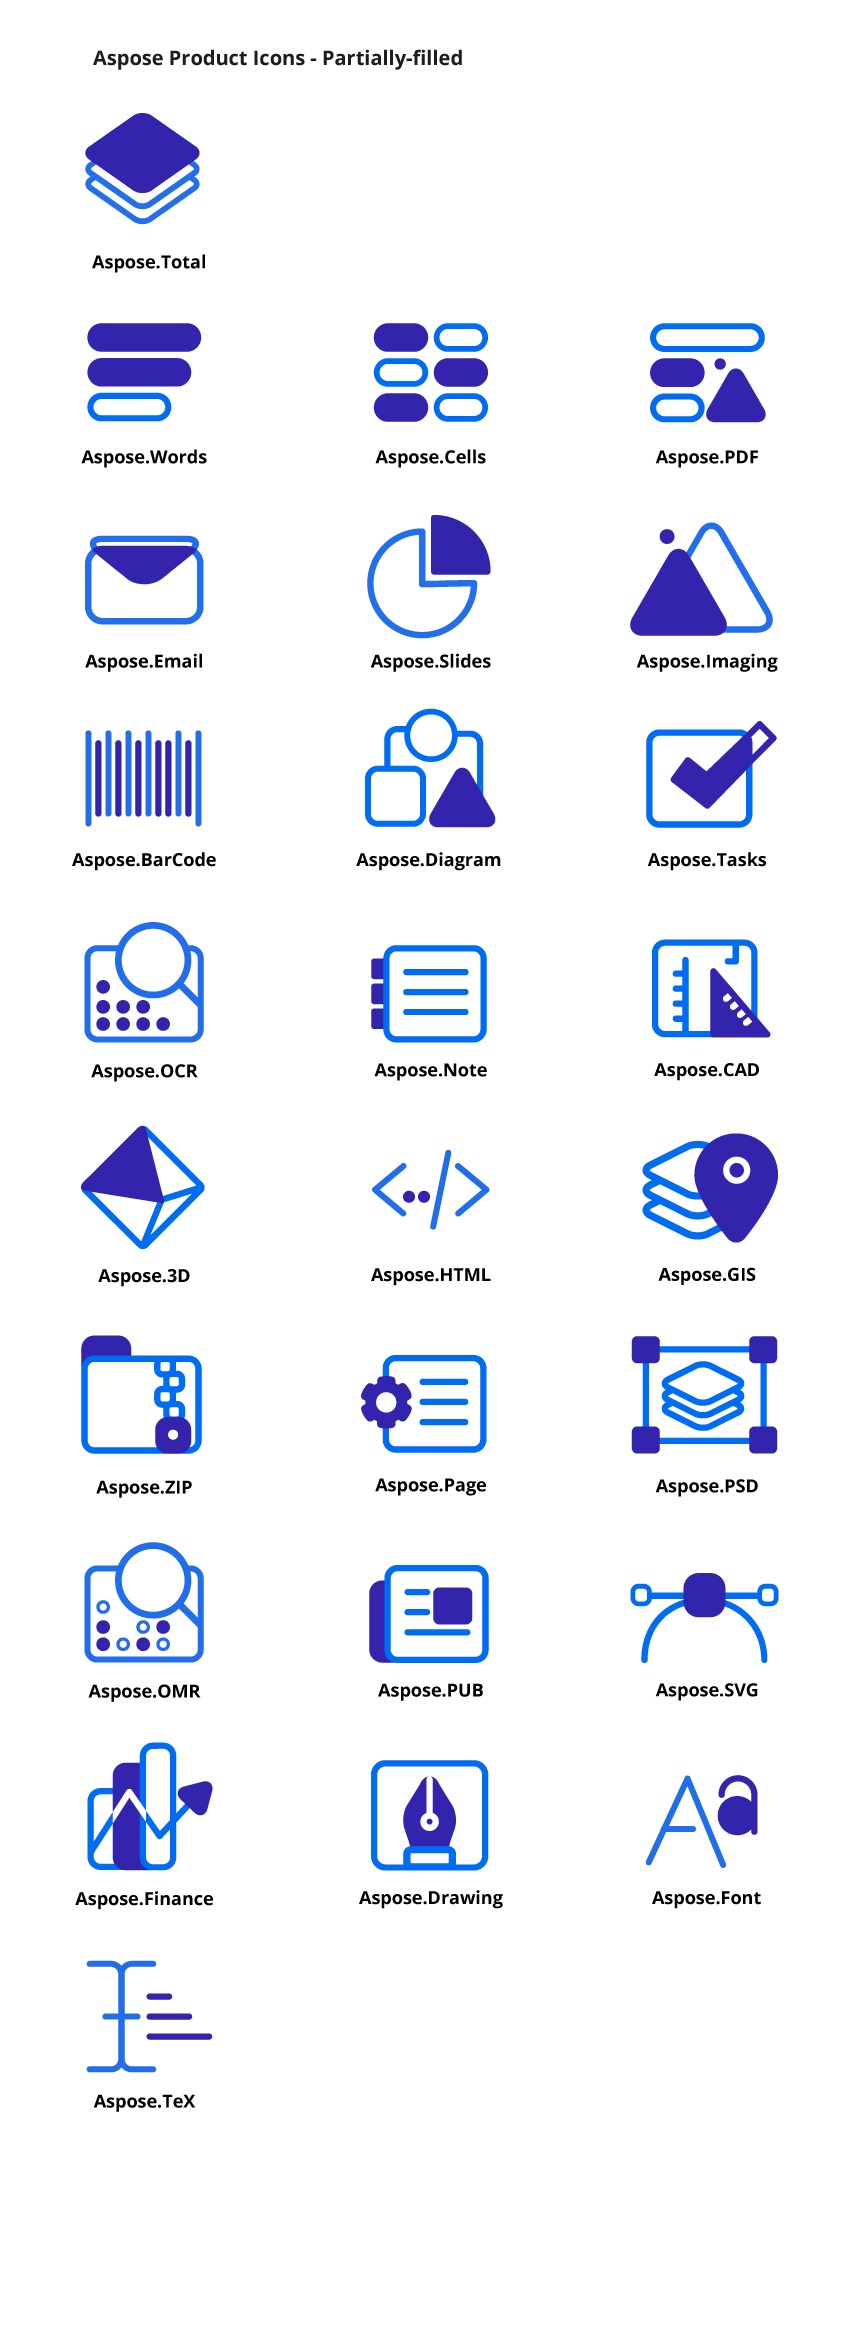 Aspose Product Icons - Partially-filled
Aspose.Total
Aspose.Words
Aspose.Cells
Aspose.PDF
Aspose.Email
Aspose.Slides
Aspose.Imaging
Aspose.BarCode
Aspose.Diagram
Aspose.Tasks
Aspose.OCR
Aspose.Note
Aspose.CAD
Aspose.3D
Aspose.HTML
Aspose.GIS
Aspose.ZIP
Aspose.Page
Aspose.PSD
Aspose.OMR
Aspose.PUB
Aspose.SVG
Aspose.Finance
Aspose.Drawing
Aspose.Font
Aspose.TeX